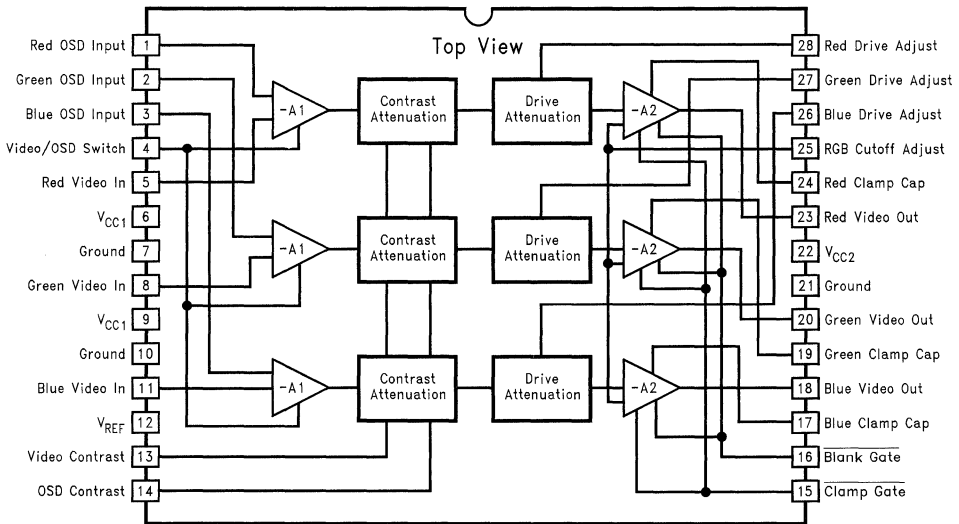 Top View
Red OSD Input 1
Green OSD Input 2
Blue OSD Input 3
Video/OSD Switch 4
Red Video In 5
VCC1 6
Ground 7
Green Video In 8
VCC1 9
Ground 10
Blue Video In 11
VREF 12
Video Contrast 13
OSD Contrast 14
-A1
Contrast
Attenuation
Drive
Attenuation
-A2
-A1
Contrast
Attenuation
Drive
Attenuation
-A2
-A1
Contrast
Attenuation
Drive
Attenuation
-A2
28 Red Drive Adjust
27 Green Drive Adjust
26 Blue Drive Adjust
25 RGB Cutoff Adjust
24 Red Clamp Cap
23 Red Video Out
22 VCC2
21 Ground
20 Green Video Out
19 Green Clamp Cap
18 Blue Video Out
17 Blue Clamp Cap
16 Blank Gate
15 Clamp Gate